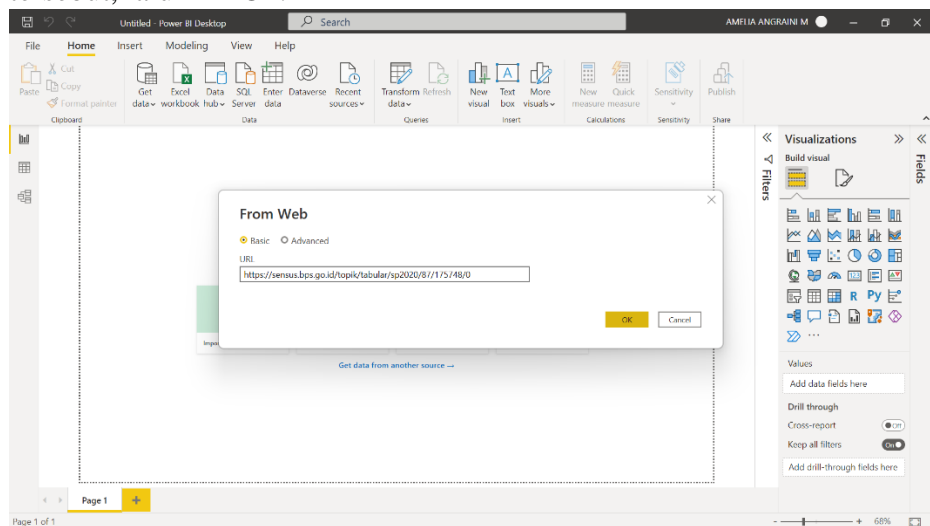 Untitled - Power BI Desktop
Search
AMELIA ANGRAINI M
File Home Insert Modeling View Help
Paste
Cut
Copy
Format painter
Get data
Excel workbook
Data hub
SQL Server
Enter data
Dataverse
Recent sources
Transform data
Refresh
New visual
Text box
More visuals
New measure
Quick measure
Sensitivity
Publish
Clipboard Data Queries Insert Calculations Sensitivity Share
Filters
Visualizations
Build visual
Fields
From Web
Basic Advanced
URL
https://sensus.bps.go.id/topik/tabular/sp2020/87/175748/0
OK Cancel
Get data from another source →
R Py
Values
Add data fields here
Drill through
Cross-report Off
Keep all filters On
Add drill-through fields here
Page 1
Page 1 of 1
68%